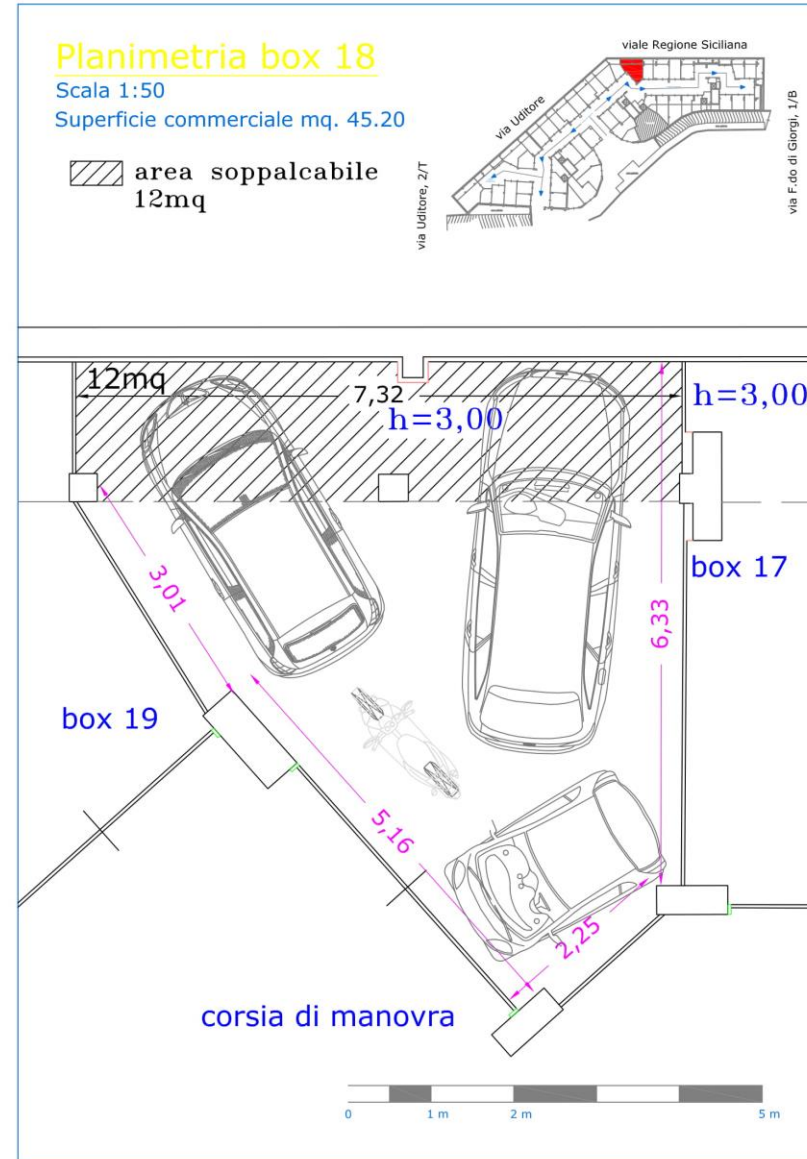 Planimetria box 18
Scala 1:50
Superficie commerciale mq. 45.20
area soppalcabile
12mq
viale Regione Siciliana
via Uditore
via Uditore, 2/T
via F.do di Giorgi, 1/B
12mq
7,32
h=3,00
h=3,00
3,01
6,33
box 17
box 19
5,16
2,25
corsia di manovra
0
1 m
2 m
5 m